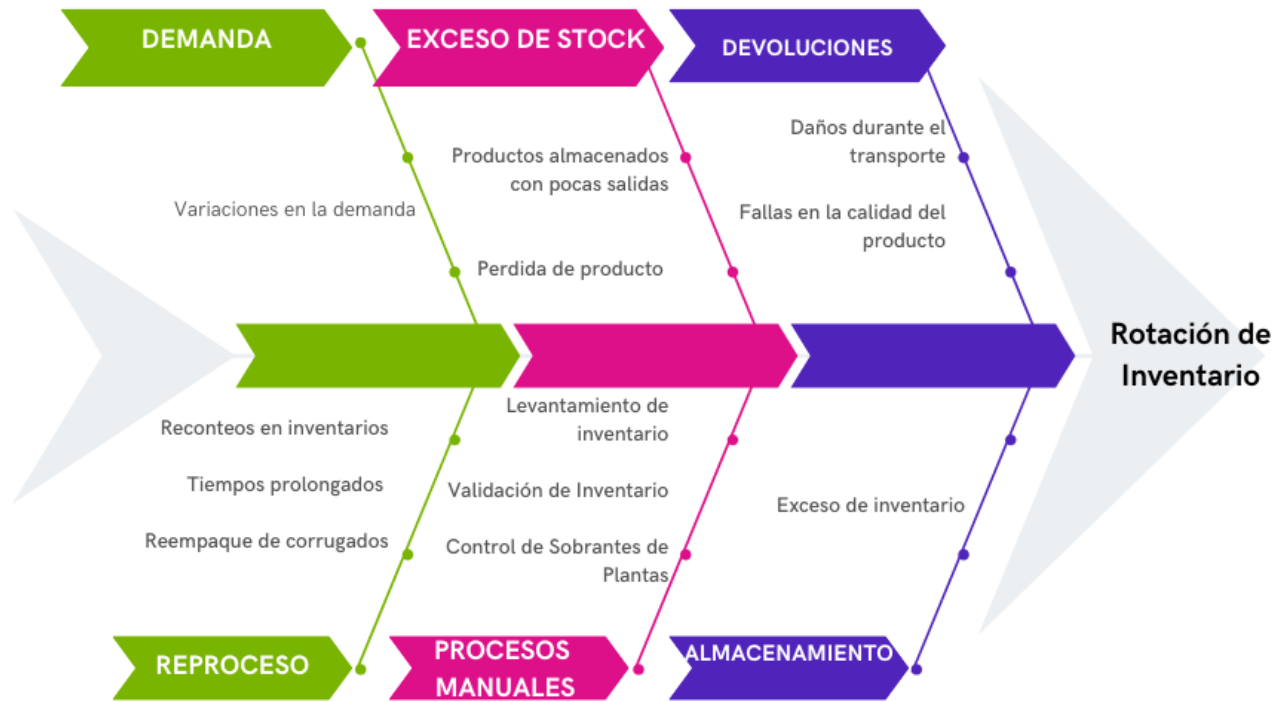 DEMANDA
EXCESO DE STOCK
DEVOLUCIONES
Variaciones en la demanda
Productos almacenados
con pocas salidas
Perdida de producto
Daños durante el
transporte
Fallas en la calidad del
producto
Rotación de
Inventario
Reconteos en inventarios
Tiempos prolongados
Reempaque de corrugados
Levantamiento de
inventario
Validación de Inventario
Control de Sobrantes de
Plantas
Exceso de inventario
REPROCESO
PROCESOS
MANUALES
ALMACENAMIENTO